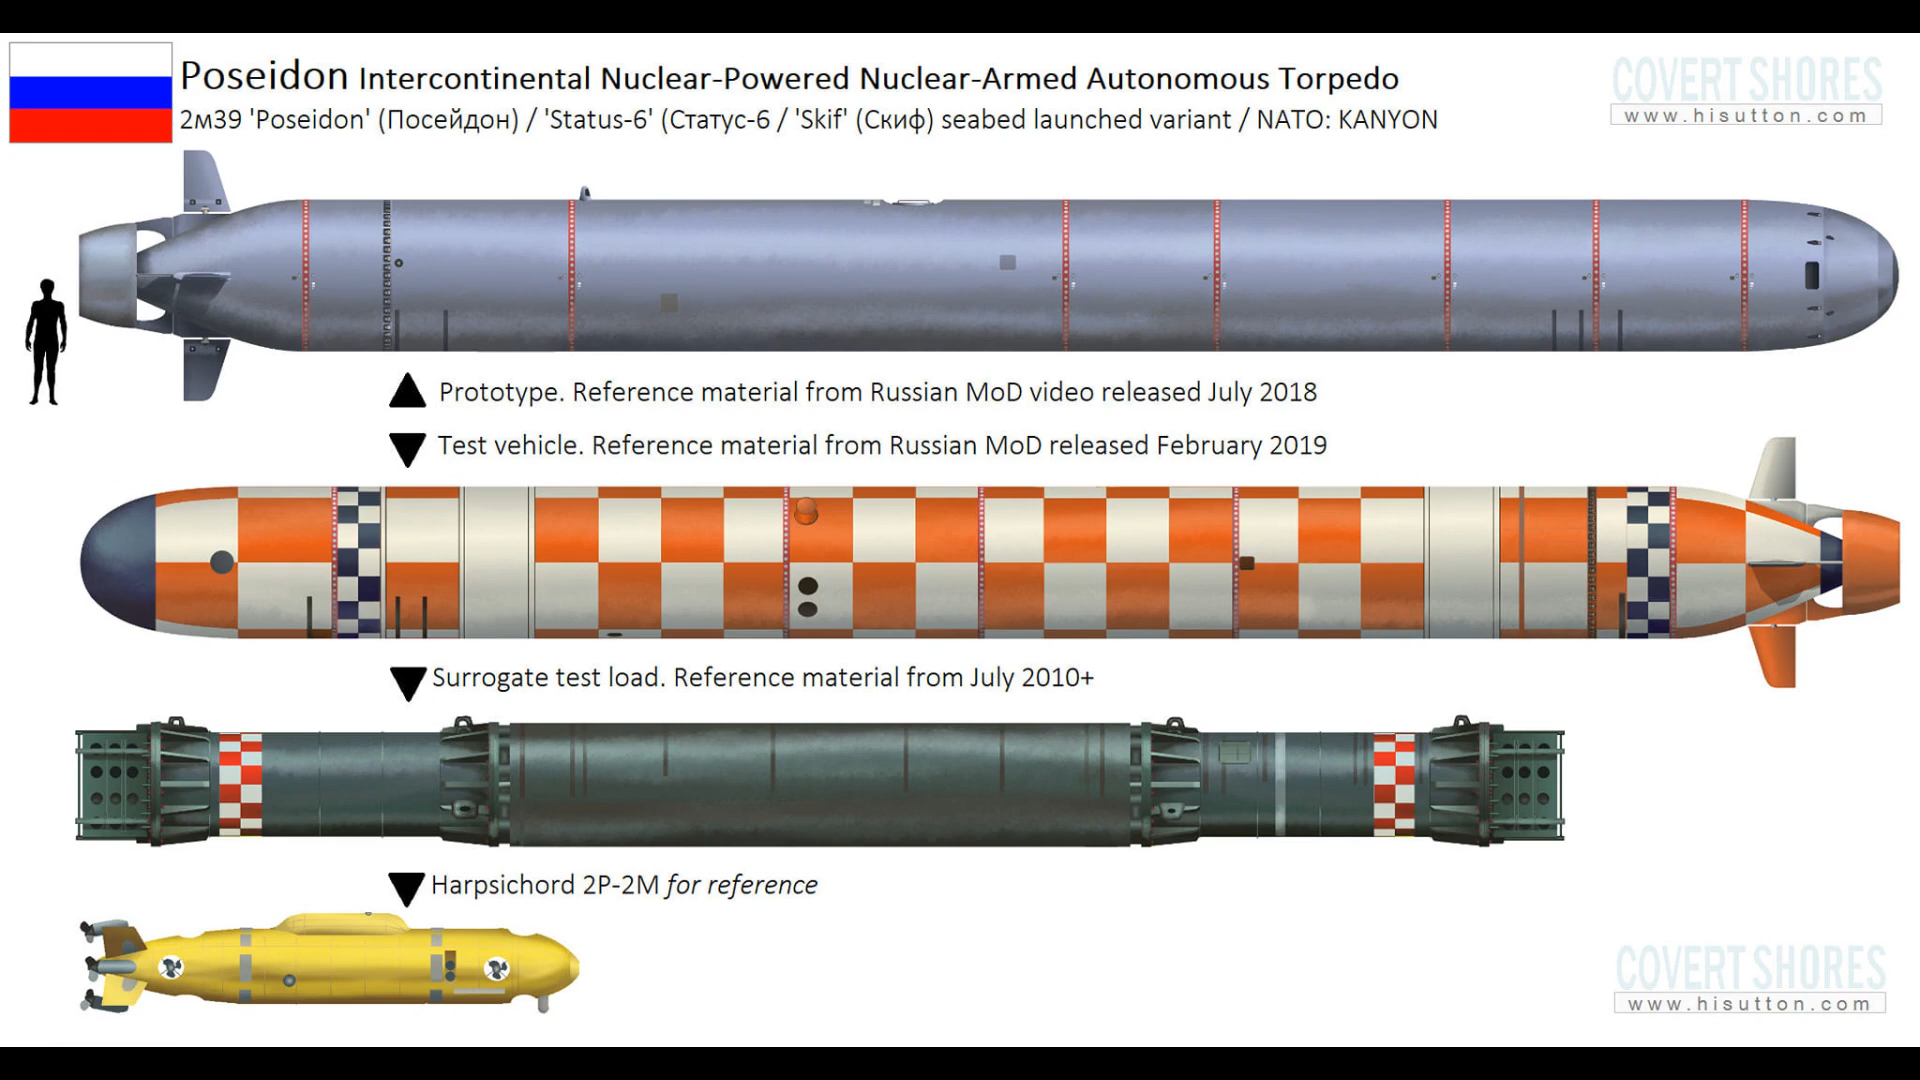 Poseidon Intercontinental Nuclear-Powered Nuclear-Armed Autonomous Torpedo
2м39 'Poseidon' (Посейдон) / 'Status-6' (Статус-6 / 'Skif' (Скиф) seabed launched variant / NATO: KANYON
COVERT SHORES
www.hisutton.com
Prototype. Reference material from Russian MoD video released July 2018
Test vehicle. Reference material from Russian MoD released February 2019
Surrogate test load. Reference material from July 2010+
Harpsichord 2P-2M for reference
COVERT SHORES
www.hisutton.com